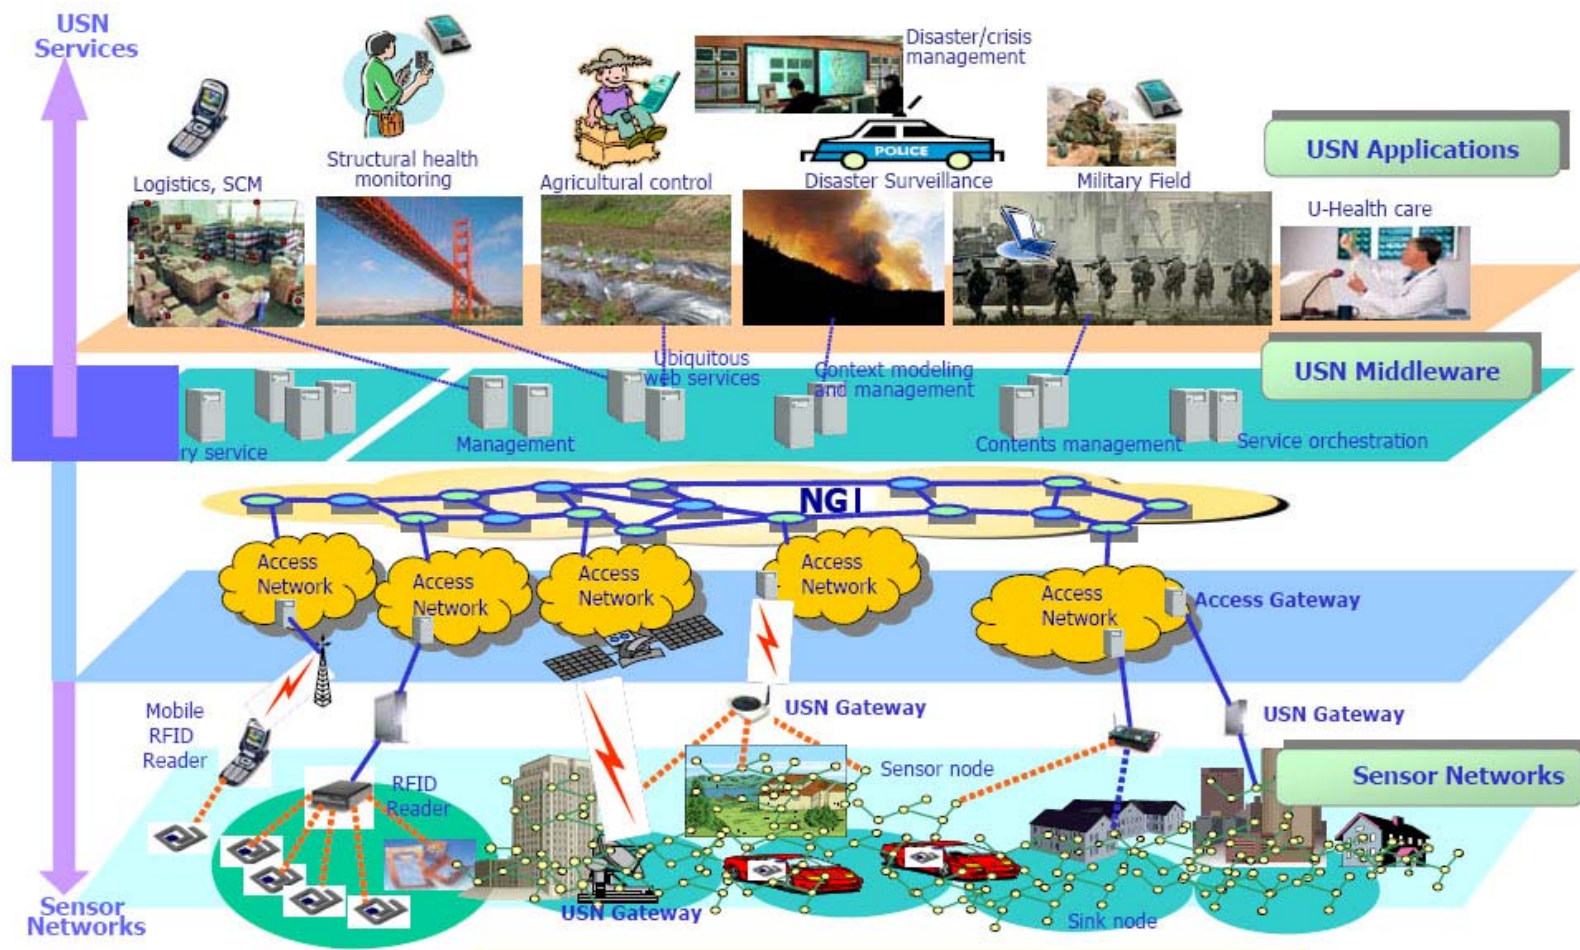 USN
Services
Disaster/crisis
management
Structural health
monitoring
POLICE
USN Applications
Logistics, SCM
Agricultural control
Disaster Surveillance
Military Field
U-Health care
Ubiquitous
web services
Context modeling
and management
USN Middleware
ry service
Management
Contents management
Service orchestration
NGI
Access
Network
Access
Network
Access
Network
Access
Network
Access
Network
Access Gateway
Mobile
RFID
Reader
USN Gateway
USN Gateway
RFID
Reader
Sensor node
Sensor Networks
USN Gateway
Sink node
Sensor
Networks